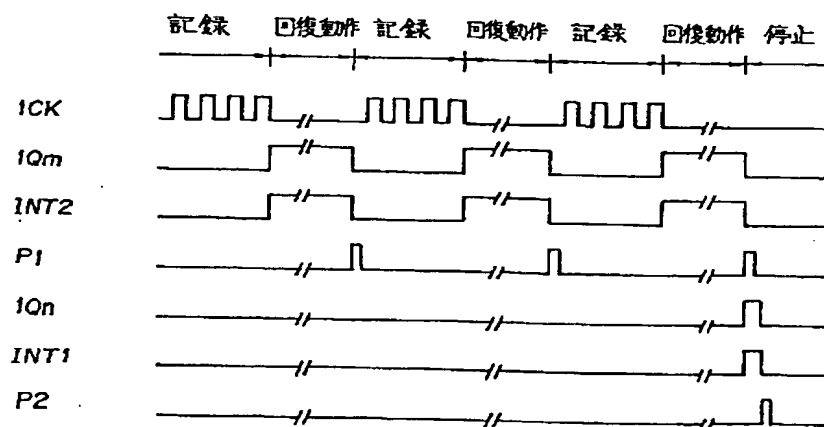 記録 回復動作 記録 回復動作 記録 回復動作 停止
1CK
1Qm
INT2
P1
1Qn
INT1
P2